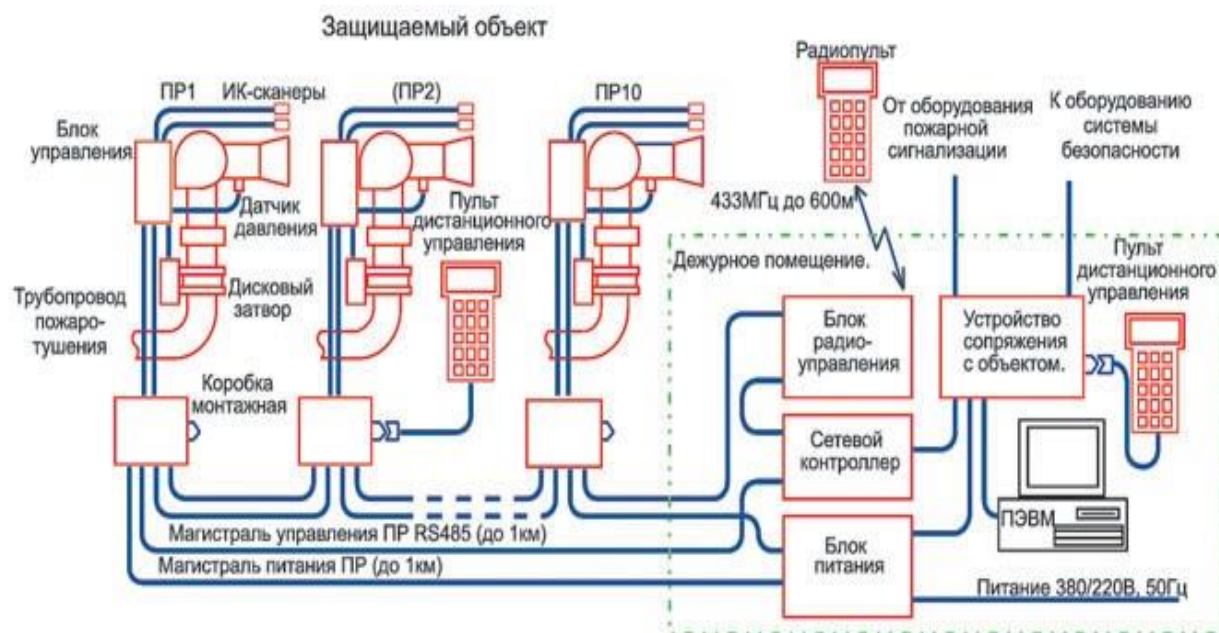 Защищаемый объект
ПР1
ИК-сканеры
(ПР2)
ПР10
Блок
управления
Датчик
давления
Пульт
дистанционного
управления
Трубопровод
пожаро-
тушения
Дисковый
затвор
Коробка
монтажная
Магистраль управления ПР RS485 (до 1км)
Магистраль питания ПР (до 1км)
Радиопульт
433МГц до 600м
От оборудования
пожарной
сигнализации
К оборудованию
системы
безопасности
Дежурное помещение.
Пульт
дистанционного
управления
Блок
радио-
управления
Устройство
сопряжения
с объектом.
Сетевой
контроллер
ПЭВМ
Блок
питания
Питание 380/220В, 50Гц